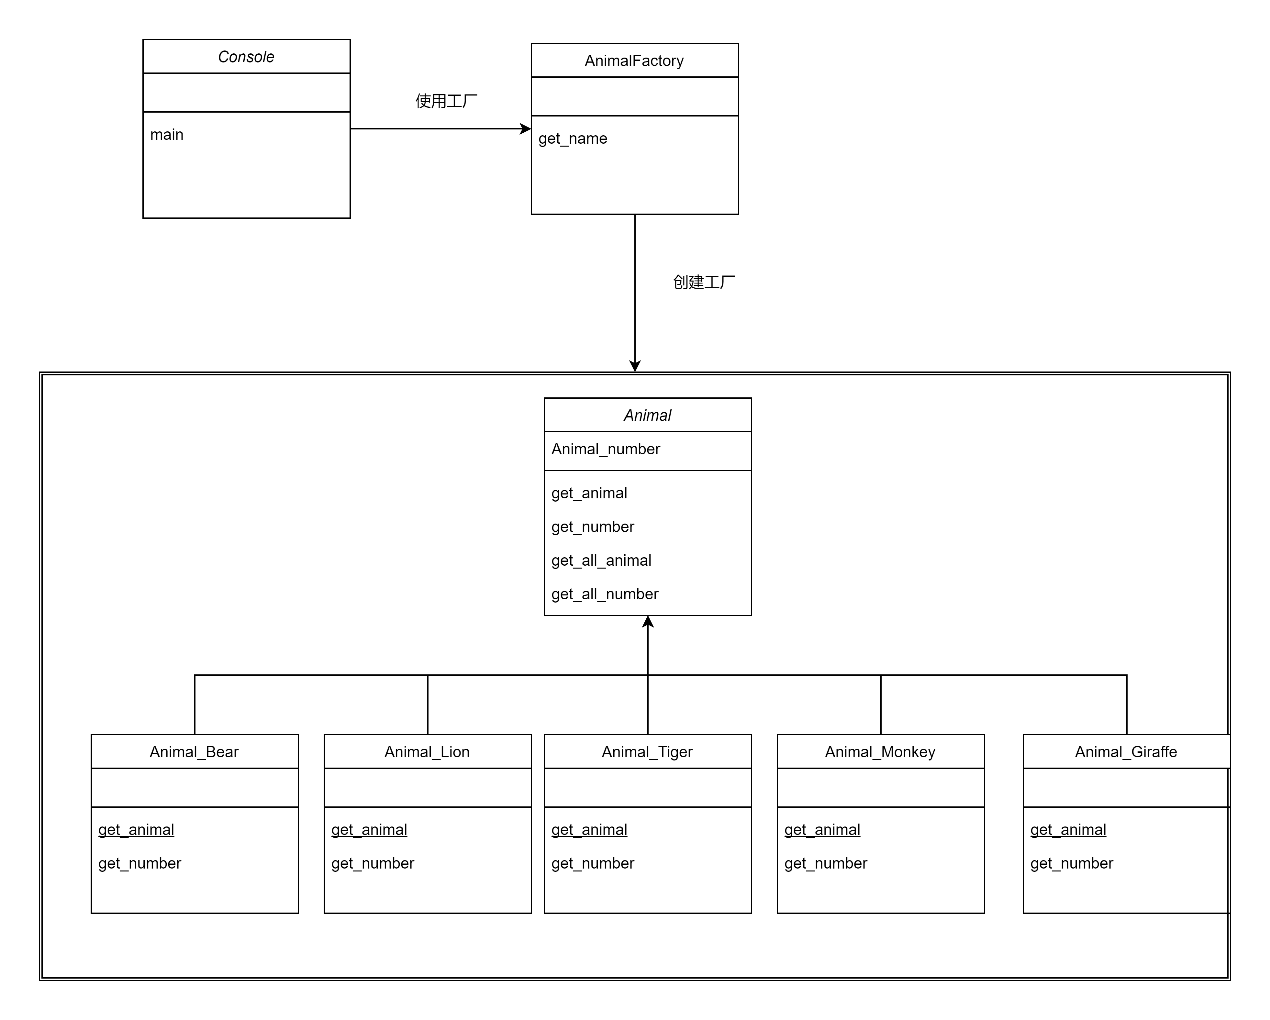 Console
main
使用工厂
AnimalFactory
get_name
创建工厂
Animal
Animal_number
get_animal
get_number
get_all_animal
get_all_number
Animal_Bear
get_animal
get_number
Animal_Lion
get_animal
get_number
Animal_Tiger
get_animal
get_number
Animal_Monkey
get_animal
get_number
Animal_Giraffe
get_animal
get_number